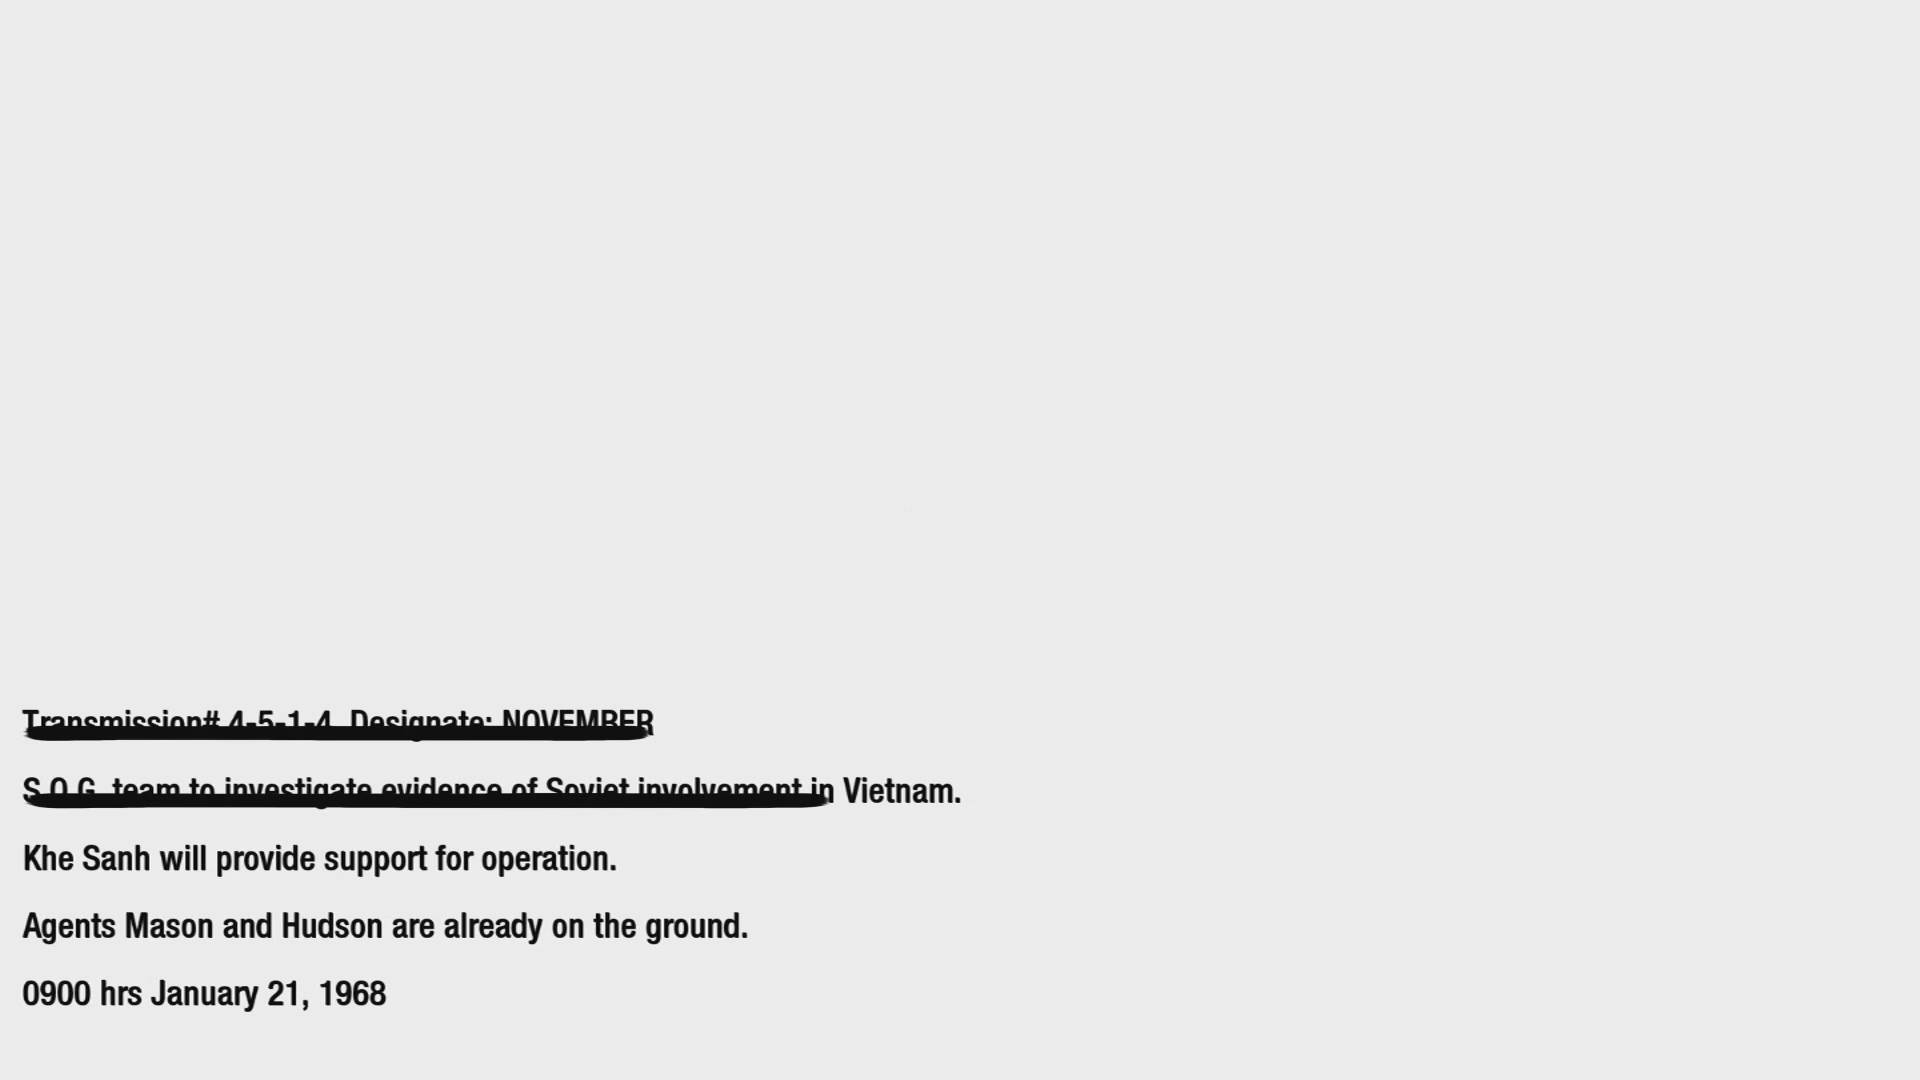 Transmission# 4-5-1-4, Designate: NOVEMBER
S.O.G. team to investigate evidence of Soviet involvement in Vietnam.
Khe Sanh will provide support for operation.
Agents Mason and Hudson are already on the ground.
0900 hrs January 21, 1968